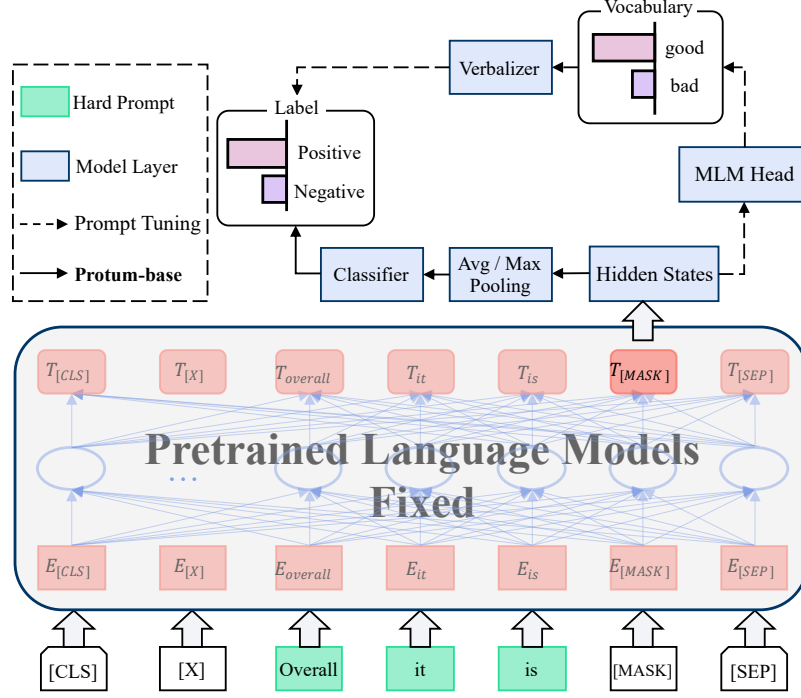 Hard Prompt
Model Layer
Prompt Tuning
Protum-base
Vocabulary
good
bad
Verbalizer
Label
Positive
Negative
MLM Head
Classifier
Avg / Max
Pooling
Hidden States
T[CLS] T[X] Toverall Tit Tis T[MASK] T[SEP]
Pretrained Language Models
...
Fixed
E[CLS] E[X] Eoverall Eit Eis E[MASK] E[SEP]
[CLS] [X] Overall it is [MASK] [SEP]